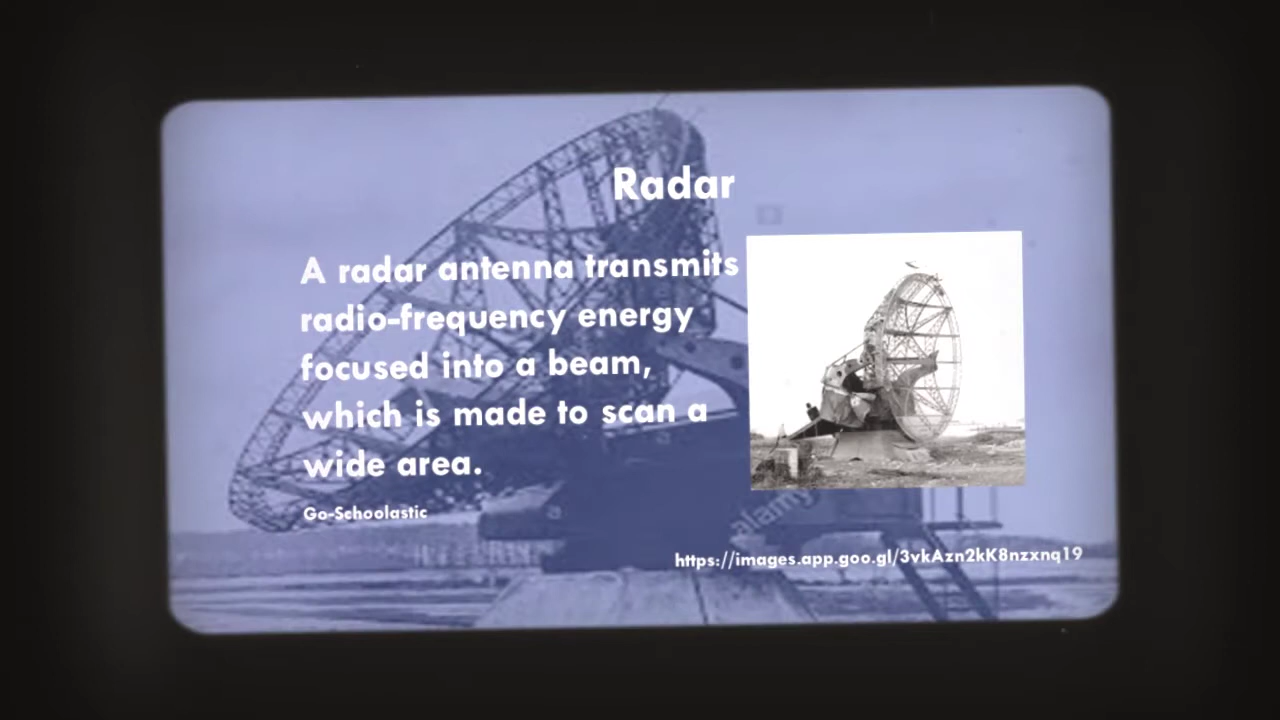 Radar
A radar antenna transmits
radio-frequency energy
focused into a beam,
which is made to scan a
wide area.
Go-Schoolastic
alamy
https://images.app.goo.gl/3vkAzn2kK8nzxnq19